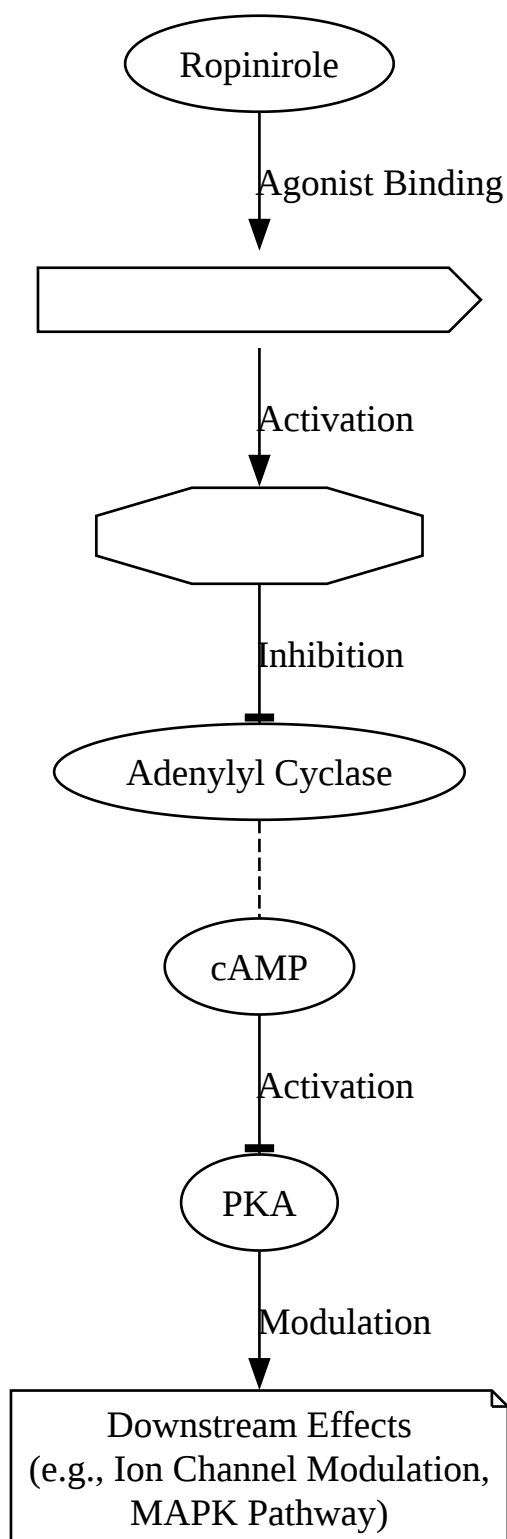 Ropinirole
Agonist Binding
Activation
Inhibition
Adenylyl Cyclase
cAMP
Activation
PKA
Modulation
Downstream Effects
(e.g., Ion Channel Modulation,
MAPK Pathway)